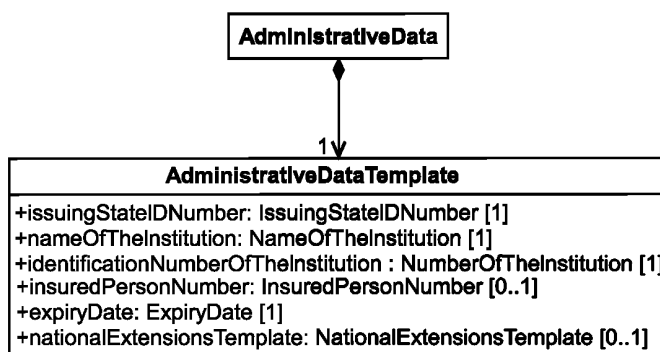 AdministrativeData
1
AdministrativeDataTemplate
+issuingStateIDNumber: IssuingStateIDNumber [1]
+nameOfTheInstitution: NameOfTheInstitution [1]
+identificationNumberOfTheInstitution : NumberOfTheInstitution [1]
+insuredPersonNumber: InsuredPersonNumber [0..1]
+expiryDate: ExpiryDate [1]
+nationalExtensionsTemplate: NationalExtensionsTemplate [0..1]